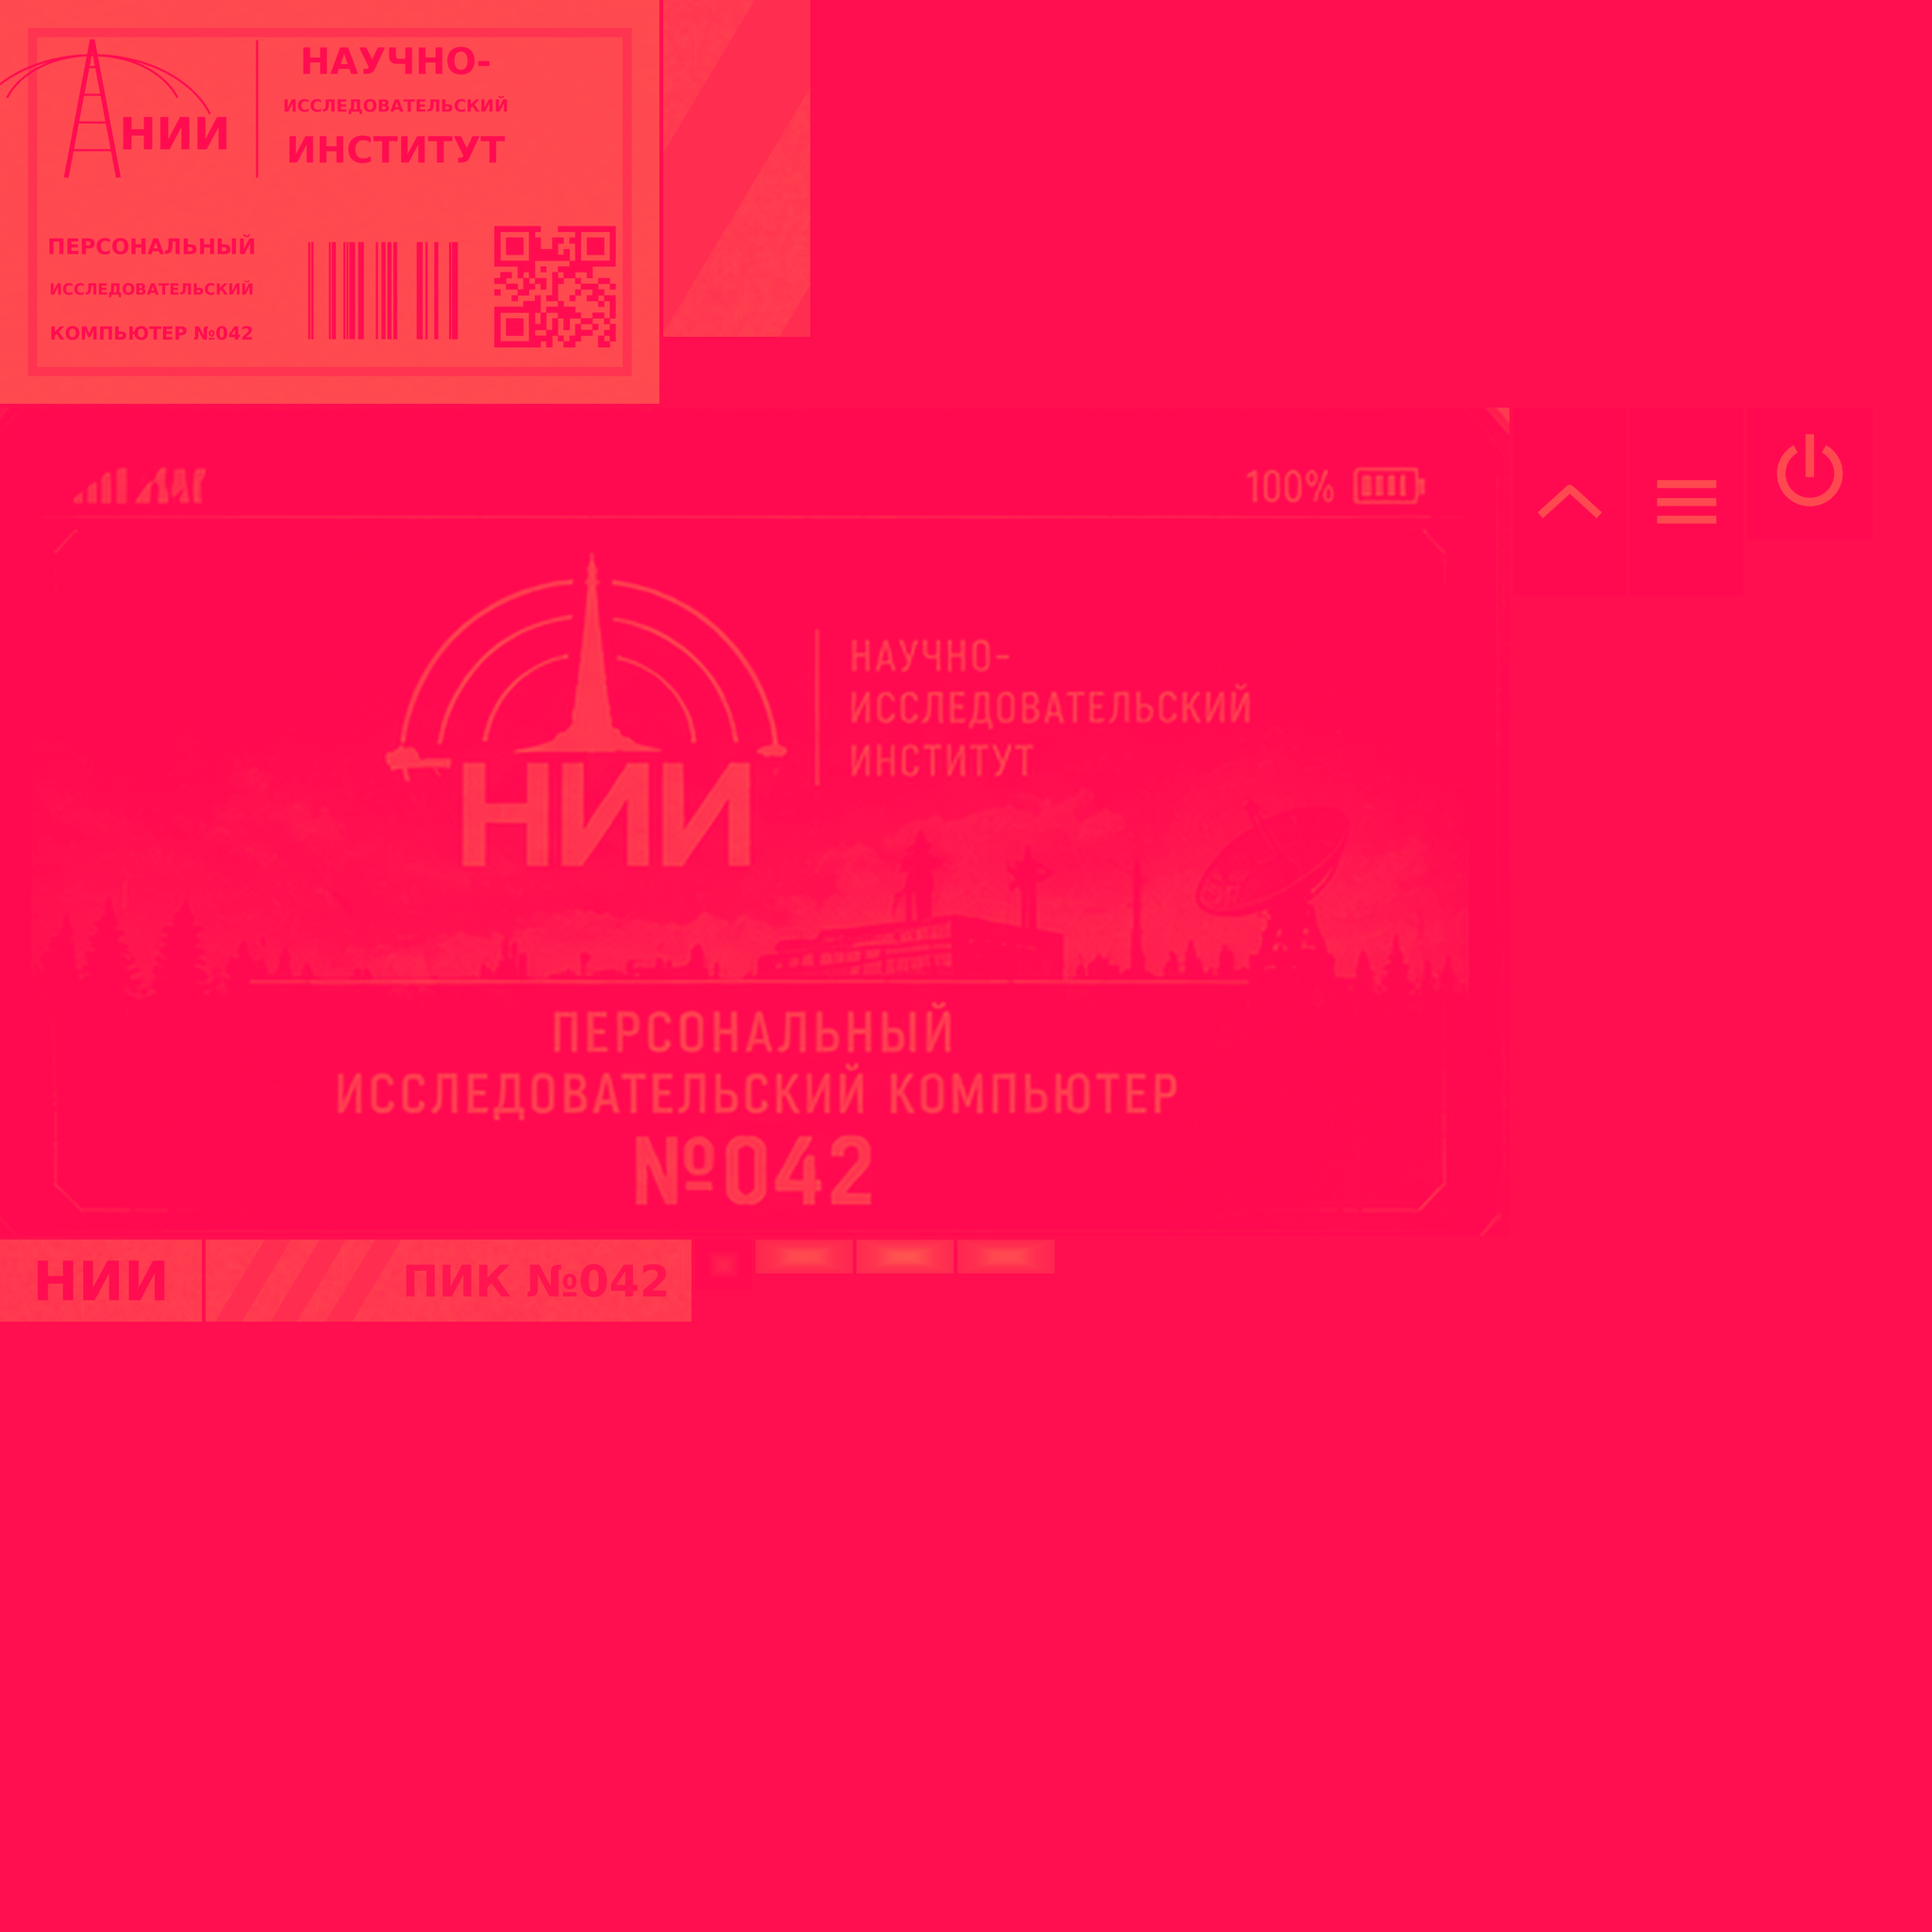 НИИ
НАУЧНО-
ИССЛЕДОВАТЕЛЬСКИЙ
ИНСТИТУТ
ПЕРСОНАЛЬНЫЙ
ИССЛЕДОВАТЕЛЬСКИЙ
КОМПЬЮТЕР №042
100%
НИИ
НАУЧНО-
ИССЛЕДОВАТЕЛЬСКИЙ
ИНСТИТУТ
ПЕРСОНАЛЬНЫЙ
ИССЛЕДОВАТЕЛЬСКИЙ КОМПЬЮТЕР
№042
НИИ
ПИК №042